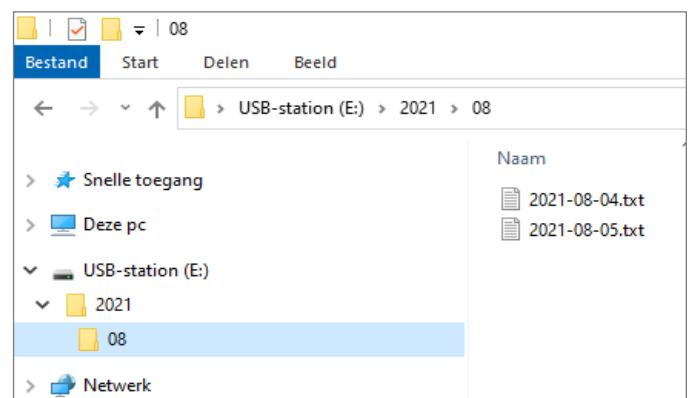 08
Bestand Start Delen Beeld
USB-station (E:) > 2021 > 08
Snelle toegang
Deze pc
USB-station (E:)
2021
08
Netwerk
Naam
2021-08-04.txt
2021-08-05.txt